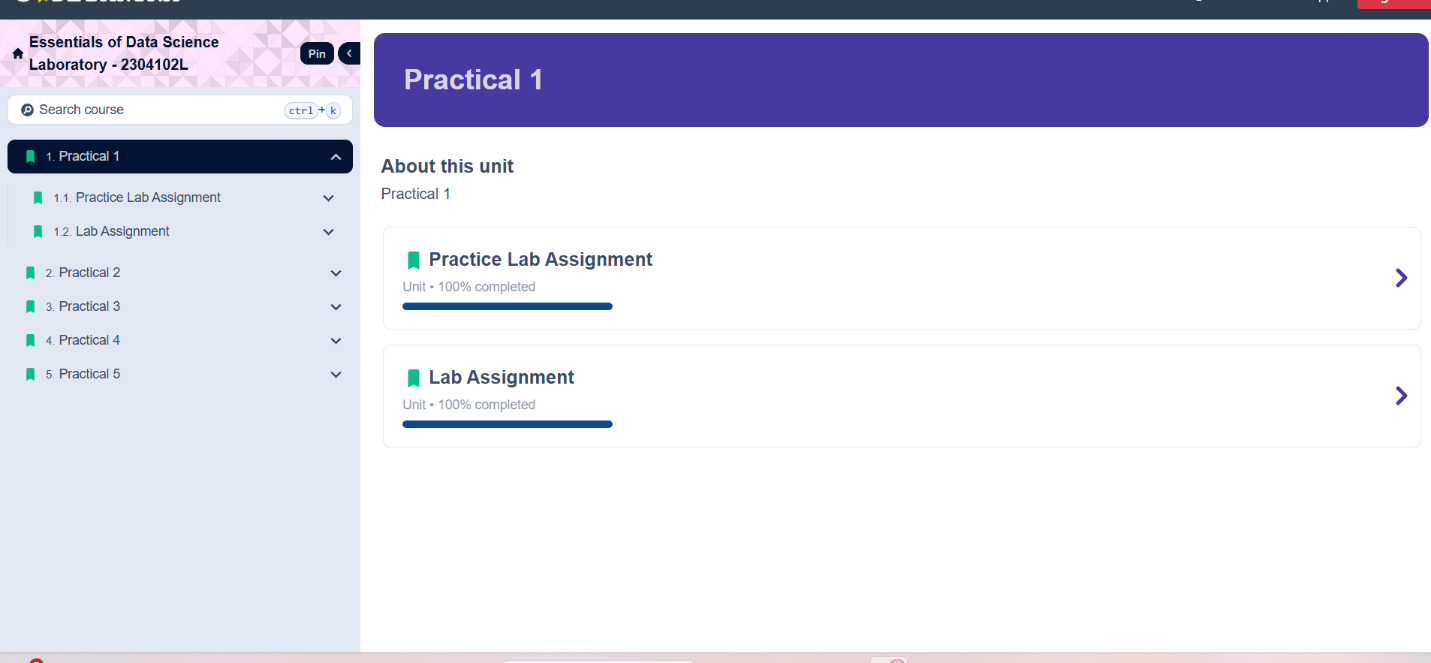 Essentials of Data Science
Laboratory - 2304102L
Pin
Search course
ctrl + k
1. Practical 1
1.1. Practice Lab Assignment
1.2. Lab Assignment
2. Practical 2
3. Practical 3
4. Practical 4
5. Practical 5
Practical 1
About this unit
Practical 1
Practice Lab Assignment
Unit • 100% completed
Lab Assignment
Unit • 100% completed